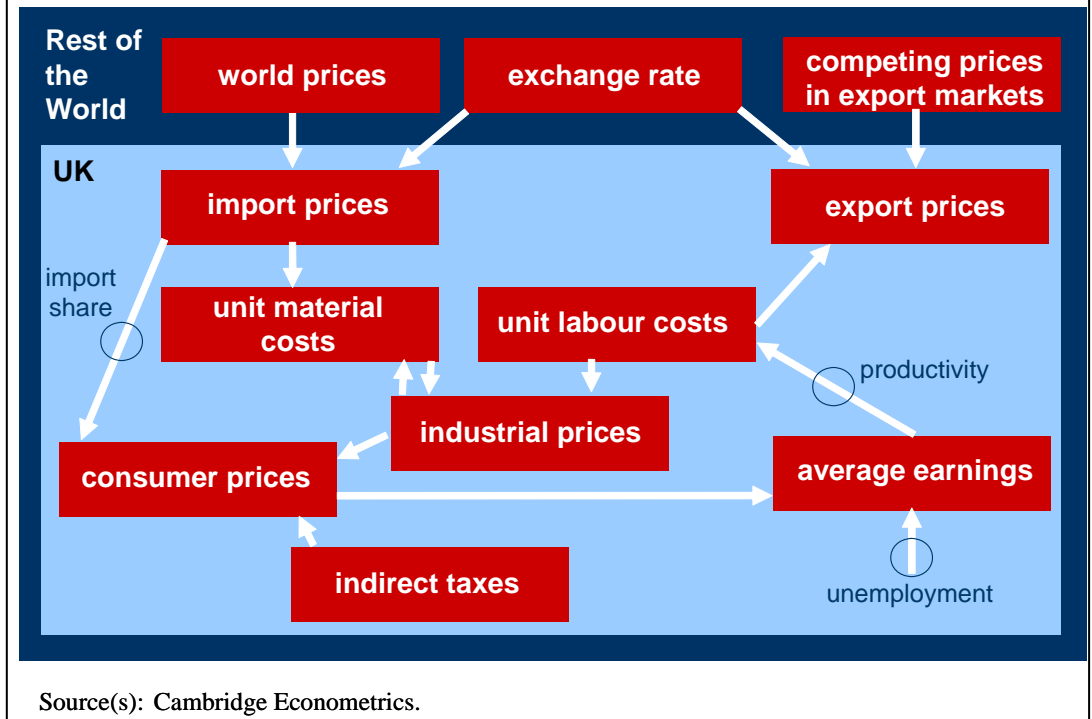 Rest of
the
World
world prices
exchange rate
competing prices
in export markets
UK
import prices
export prices
import
share
unit material
costs
unit labour costs
productivity
industrial prices
consumer prices
average earnings
indirect taxes
unemployment
Source(s): Cambridge Econometrics.